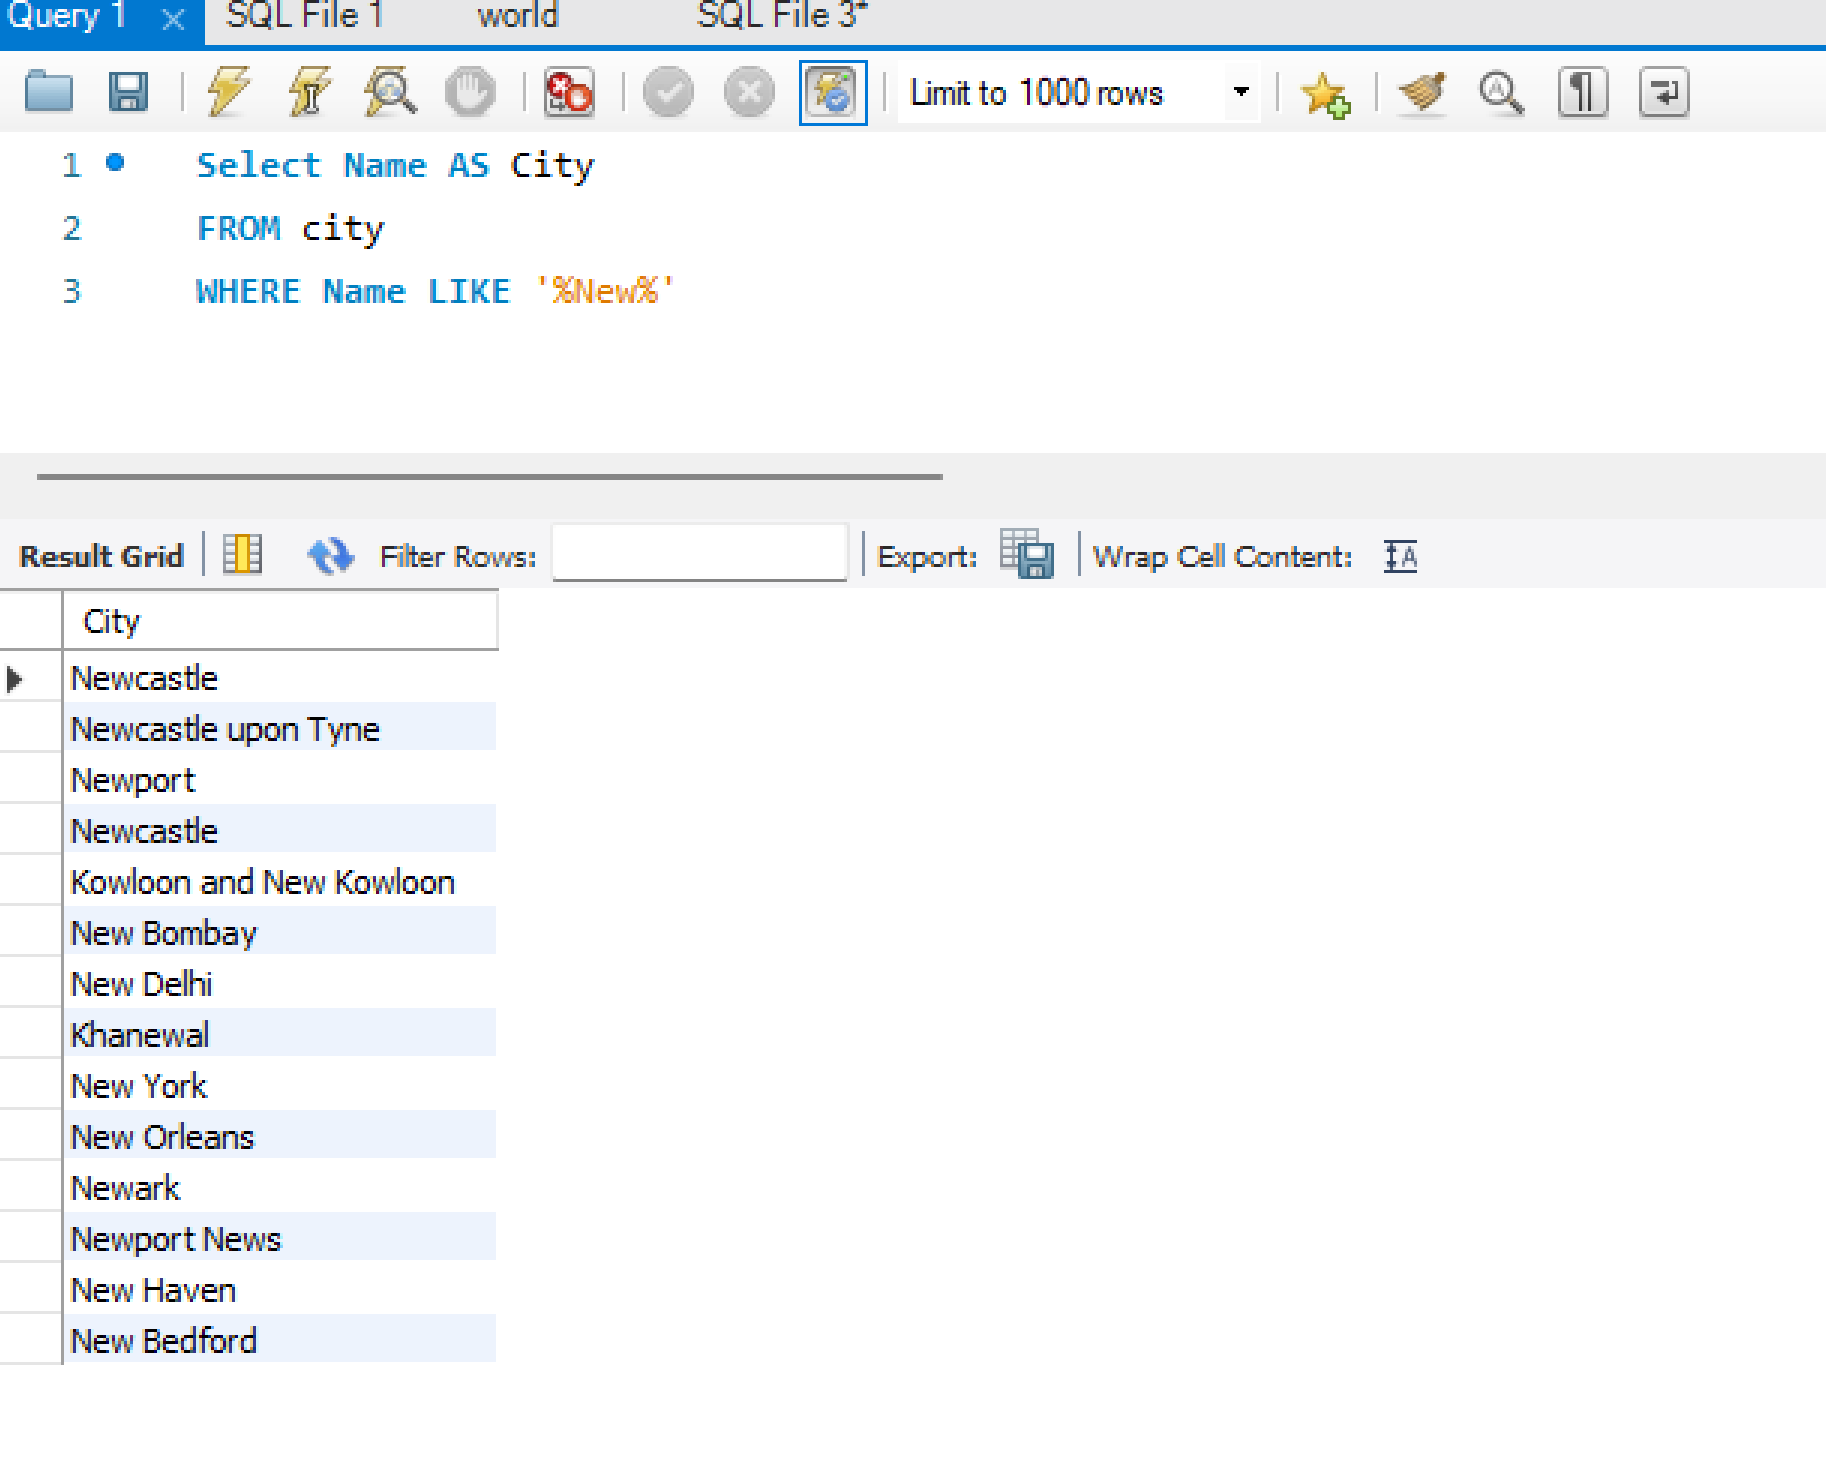 Query 1 SQL File 1 world SQL File 3*
Limit to 1000 rows
1 Select Name AS City
2 FROM city
3 WHERE Name LIKE '%New%'
Result Grid Filter Rows: Export: Wrap Cell Content:
City
Newcastle
Newcastle upon Tyne
Newport
Newcastle
Kowloon and New Kowloon
New Bombay
New Delhi
Khanewal
New York
New Orleans
Newark
Newport News
New Haven
New Bedford